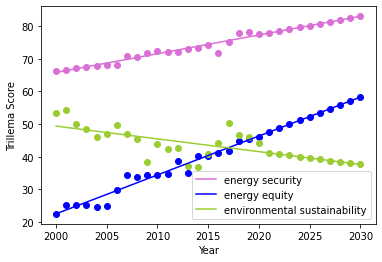 80
70
60
50
40
30
20
Trillema Score
2000 2005 2010 2015 2020 2025 2030
Year
energy security
energy equity
environmental sustainability